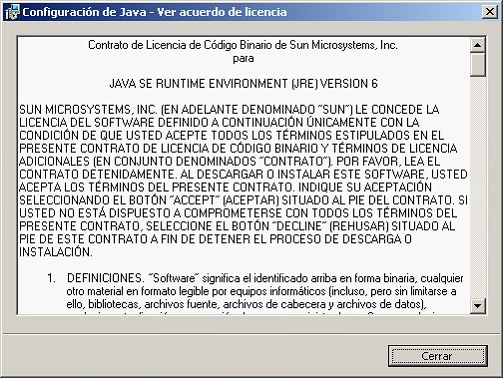 Configuración de Java - Ver acuerdo de licencia
Contrato de Licencia de Código Binario de Sun Microsystems, Inc.
para
JAVA SE RUNTIME ENVIRONMENT (JRE) VERSION 6
SUN MICROSYSTEMS, INC. (EN ADELANTE DENOMINADO "SUN") LE CONCEDE LA
LICENCIA DEL SOFTWARE DEFINIDO A CONTINUACIÓN ÚNICAMENTE CON LA
CONDICIÓN DE QUE USTED ACEPTE TODOS LOS TÉRMINOS ESTIPULADOS EN EL
PRESENTE CONTRATO DE LICENCIA DE CÓDIGO BINARIO Y TÉRMINOS DE LICENCIA
ADICIONALES (EN CONJUNTO DENOMINADOS "CONTRATO"). POR FAVOR, LEA EL
CONTRATO DETENIDAMENTE. AL DESCARGAR O INSTALAR ESTE SOFTWARE, USTED
ACEPTA LOS TÉRMINOS DEL PRESENTE CONTRATO. INDIQUE SU ACEPTACIÓN
SELECCIONANDO EL BOTÓN "ACCEPT" (ACEPTAR) SITUADO AL PIE DEL CONTRATO. SI
USTED NO ESTÁ DISPUESTO A COMPROMETERSE CON TODOS LOS TÉRMINOS DEL
PRESENTE CONTRATO, SELECCIONE EL BOTÓN "DECLINE" (REHUSAR) SITUADO AL
PIE DE ESTE CONTRATO A FIN DE DETENER EL PROCESO DE DESCARGA O
INSTALACIÓN.
1. DEFINICIONES. "Software" significa el identificado arriba en forma binaria, cualquier
otro material en formato legible por equipos informáticos (incluso, pero sin limitarse a
ello, bibliotecas, archivos fuente, archivos de cabecera y archivos de datos),
Cerrar